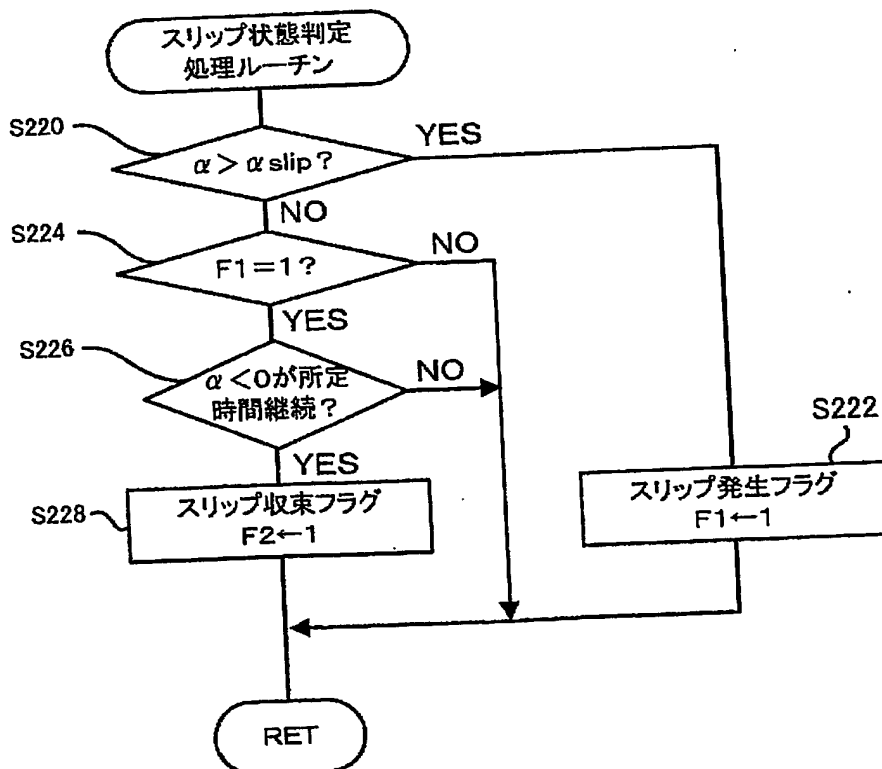 スリップ状態判定
処理ルーチン
S220
α＞αslip？
YES
NO
S224
F1＝1？
NO
YES
S226
α＜0が所定
時間継続？
NO
YES
S222
S228
スリップ収束フラグ
F2←1
スリップ発生フラグ
F1←1
RET